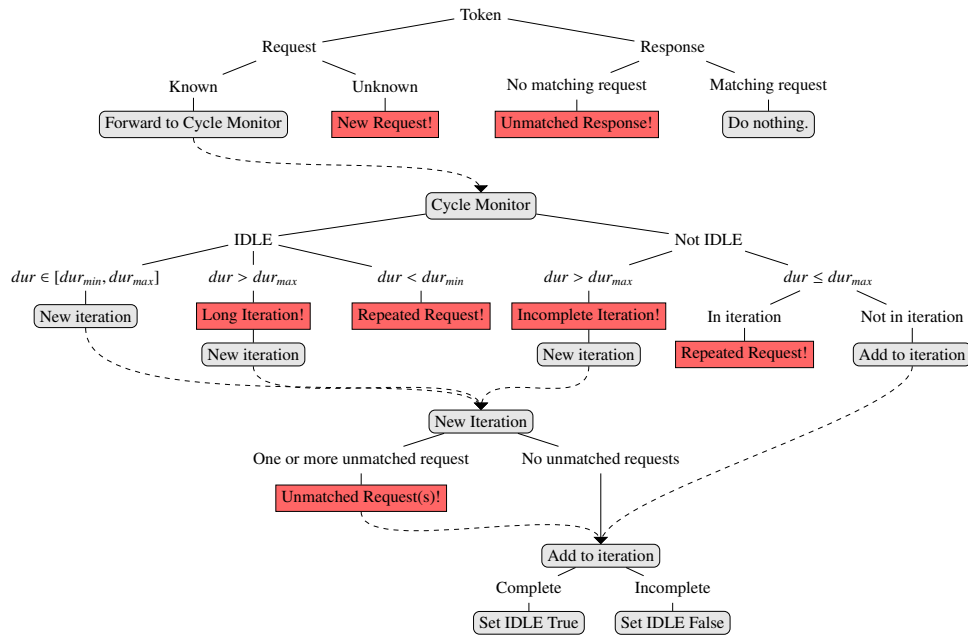 Token
Request Response
Known Unknown No matching request Matching request
Forward to Cycle Monitor New Request! Unmatched Response! Do nothing.
Cycle Monitor
IDLE Not IDLE
dur ∈ [dur_min, dur_max] dur > dur_max dur < dur_min dur > dur_max dur ≤ dur_max
New iteration Long Iteration! Repeated Request! Incomplete Iteration! In iteration Not in iteration
New iteration New iteration Repeated Request! Add to iteration
New Iteration
One or more unmatched request No unmatched requests
Unmatched Request(s)!
Add to iteration
Complete Incomplete
Set IDLE True Set IDLE False